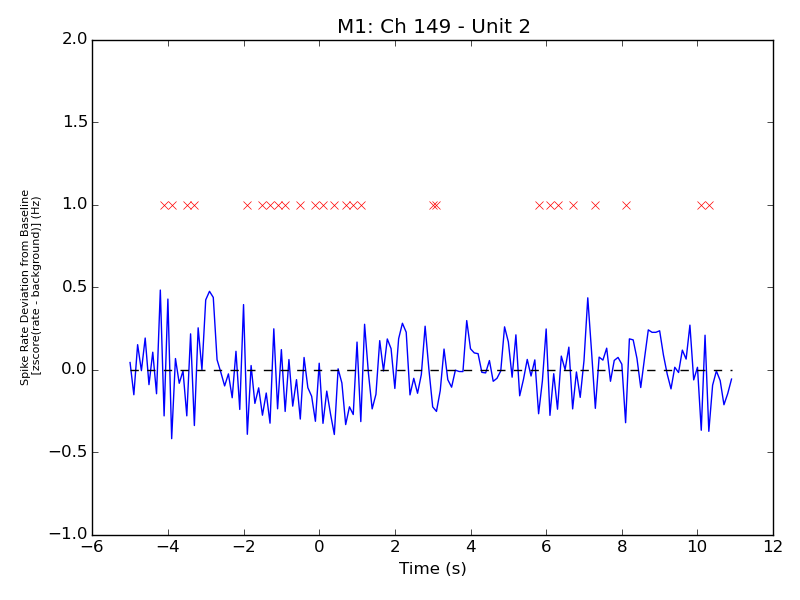 M1: Ch 149 - Unit 2
2.0
1.5
1.0
0.5
0.0
−0.5
−1.0
Spike Rate Deviation from Baseline
[zscore(rate - background)] (Hz)
−6 −4 −2 0 2 4 6 8 10 12
Time (s)